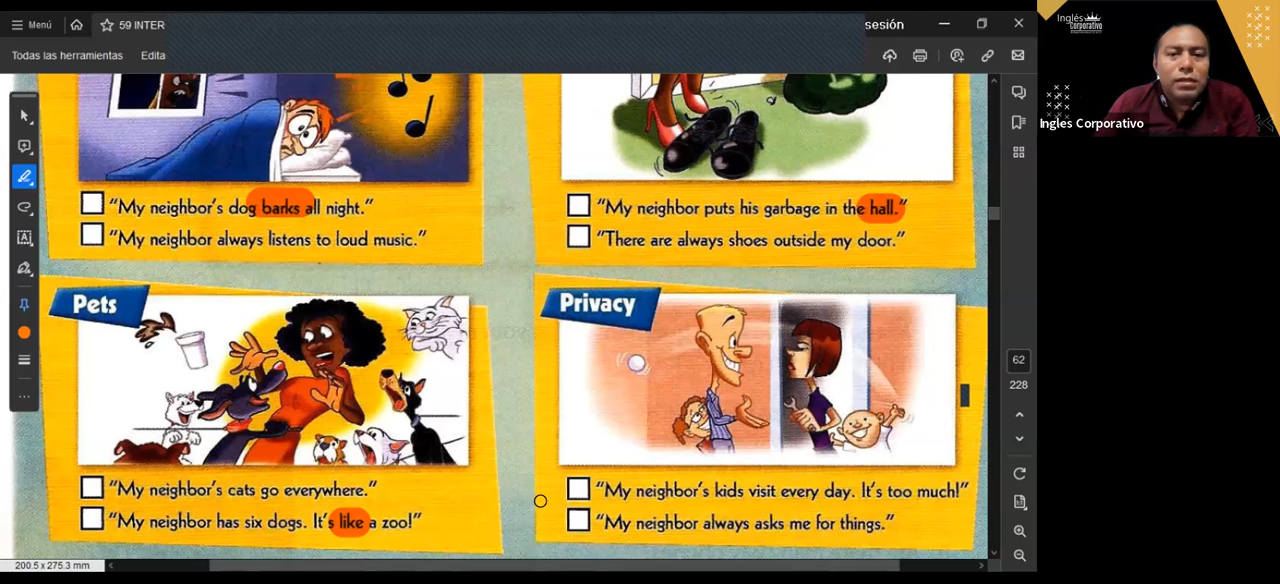 Menú
59 INTER
sesión
Todas las herramientas
Edita
Inglés
Corporativo
Ingles Corporativo
"My neighbor's dog barks all night."
"My neighbor always listens to loud music."
"My neighbor puts his garbage in the hall."
"There are always shoes outside my door."
Pets
Privacy
62
228
"My neighbor's cats go everywhere."
"My neighbor has six dogs. It's like a zoo!"
"My neighbor's kids visit every day. It's too much!"
"My neighbor always asks me for things."
200.5 x 275.3 mm